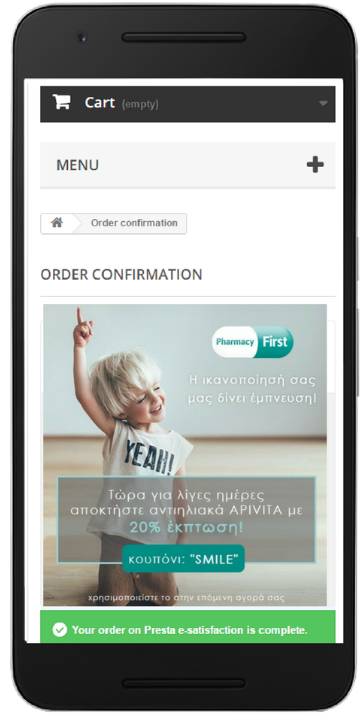 Cart (empty)
MENU
Order confirmation
ORDER CONFIRMATION
Pharmacy First
Η ικανοποίησή σας
μας δίνει έμπνευση!
YEAH!
Τώρα για λίγες ημέρες
αποκτήστε αντηλιακά APIVITA με
20% έκπτωση!
κουπόνι: "SMILE"
χρησιμοποιείστε το στην επόμενη αγορά σας
Your order on Presta e-satisfaction is complete.